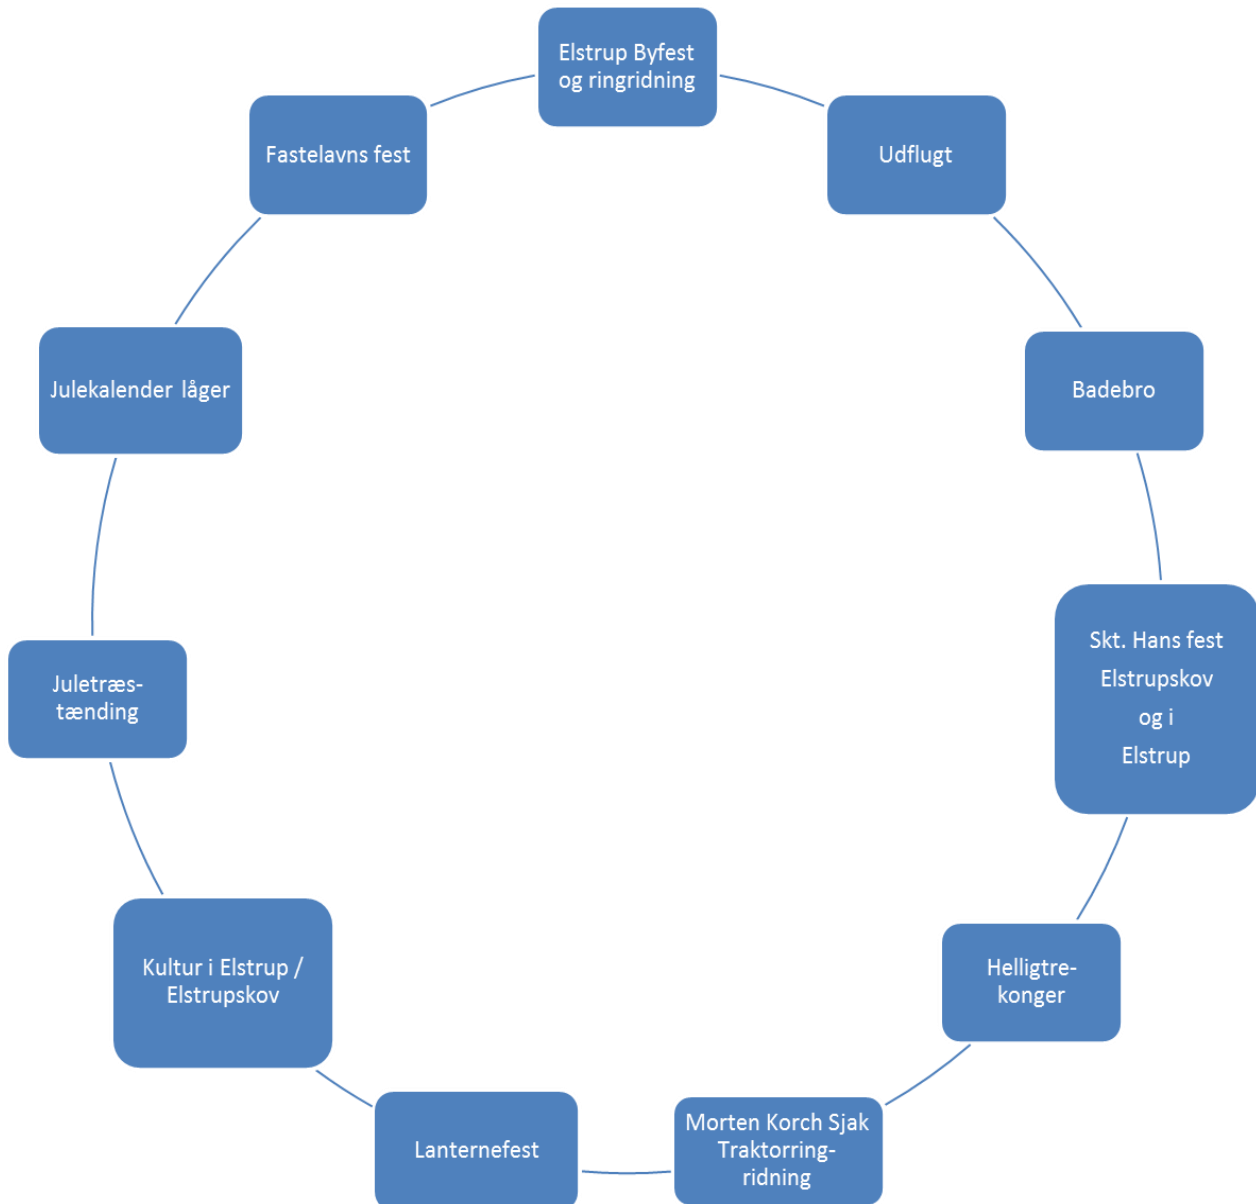 Elstrup Byfest
og ringridning
Udflugt
Badebro
Skt. Hans fest
Elstrupskov
og i
Elstrup
Helligtre-
konger
Morten Korch Sjak
Traktorring-
ridning
Lanternefest
Kultur i Elstrup /
Elstrupskov
Juletræs-
tænding
Julekalender låger
Fastelavns fest